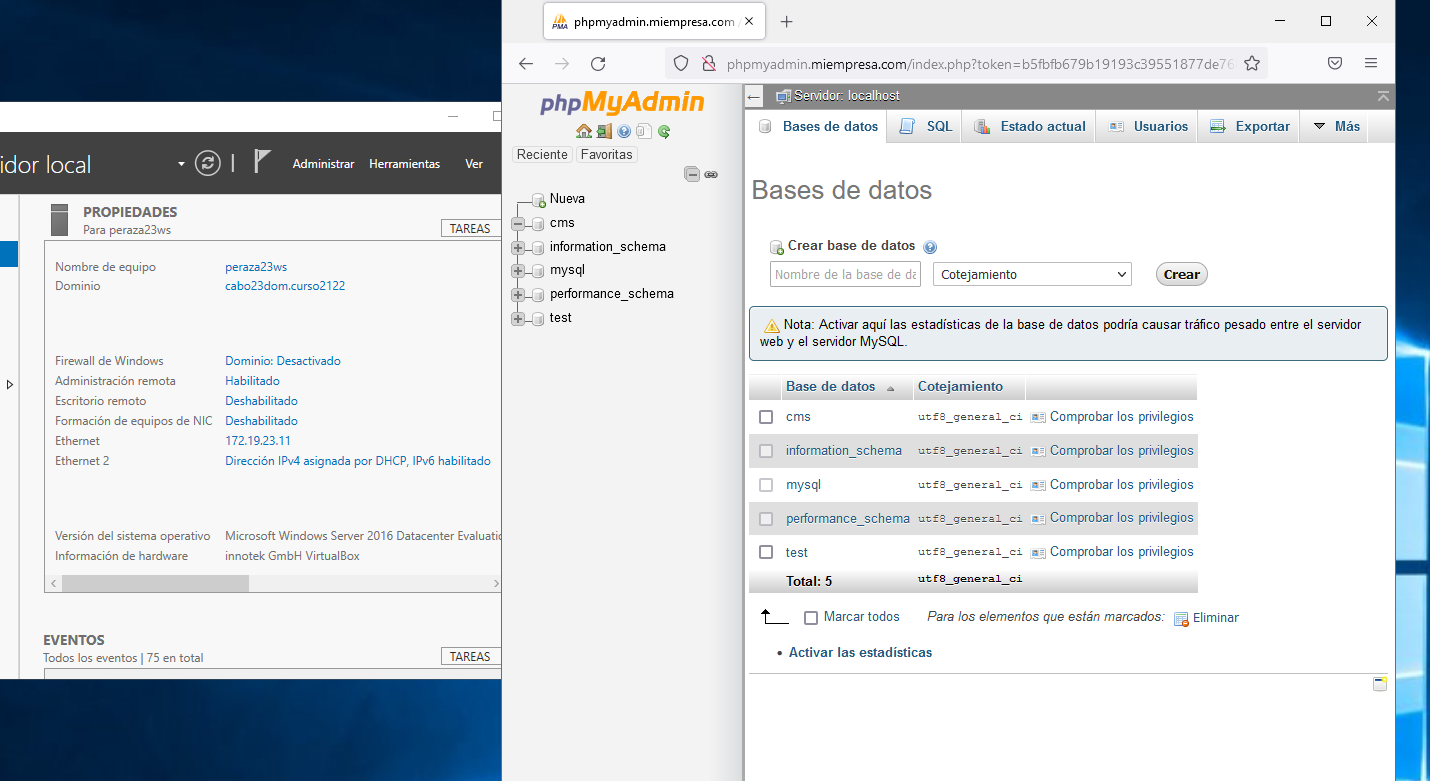 phpmyadmin.miempresa.com
phpmyadmin.miempresa.com/index.php?token=b5fbfb679b19193c39551877de76
idor local
Administrar Herramientas Ver
PROPIEDADES
Para peraza23ws
TAREAS
Nombre de equipo peraza23ws
Dominio cabo23dom.curso2122
Firewall de Windows Dominio: Desactivado
Administración remota Habilitado
Escritorio remoto Deshabilitado
Formación de equipos de NIC Deshabilitado
Ethernet 172.19.23.11
Ethernet 2 Dirección IPv4 asignada por DHCP, IPv6 habilitado
Versión del sistema operativo Microsoft Windows Server 2016 Datacenter Evaluatio
Información de hardware innotek GmbH VirtualBox
EVENTOS
Todos los eventos | 75 en total
TAREAS
phpMyAdmin
Reciente Favoritas
Nueva
cms
information_schema
mysql
performance_schema
test
Servidor: localhost
Bases de datos SQL Estado actual Usuarios Exportar Más
Bases de datos
Crear base de datos
Nombre de la base de da Cotejamiento Crear
Nota: Activar aquí las estadísticas de la base de datos podría causar tráfico pesado entre el servidor
web y el servidor MySQL.
Base de datos Cotejamiento
cms utf8_general_ci Comprobar los privilegios
information_schema utf8_general_ci Comprobar los privilegios
mysql utf8_general_ci Comprobar los privilegios
performance_schema utf8_general_ci Comprobar los privilegios
test utf8_general_ci Comprobar los privilegios
Total: 5 utf8_general_ci
Marcar todos Para los elementos que están marcados: Eliminar
Activar las estadísticas